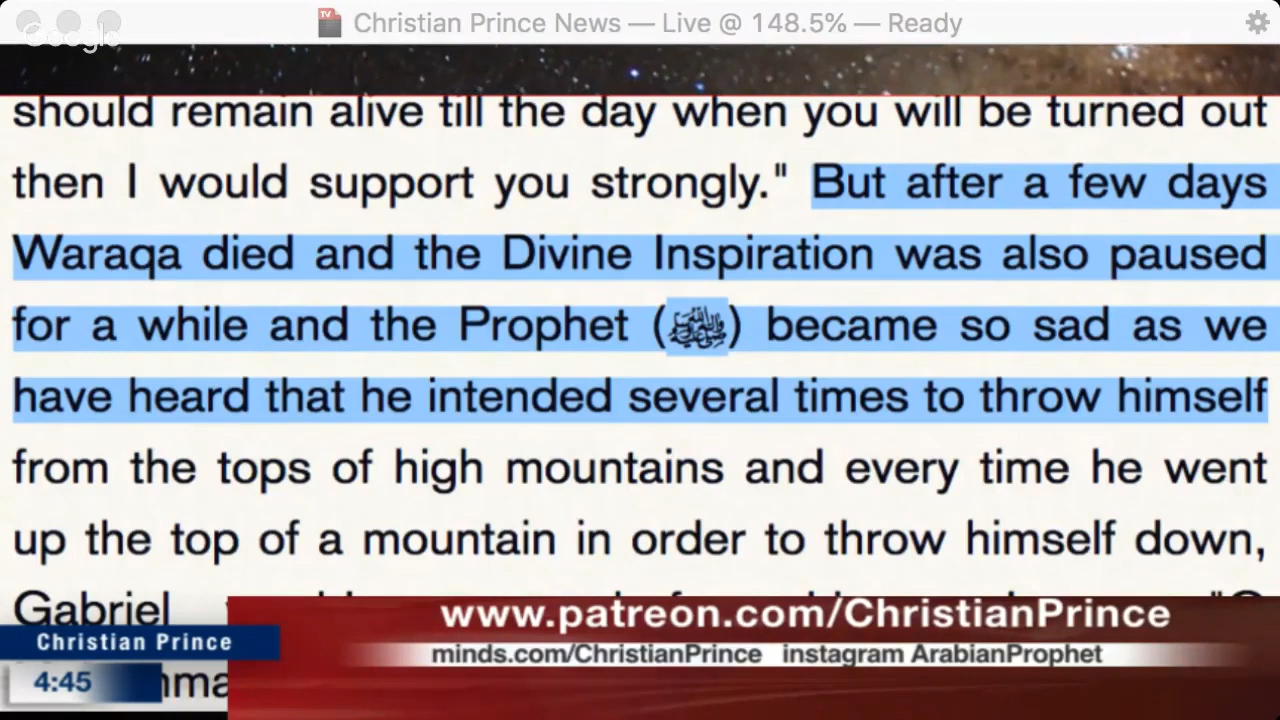 Christian Prince News — Live @ 148.5% — Ready
Google
should remain alive till the day when you will be turned out
then I would support you strongly." But after a few days
Waraqa died and the Divine Inspiration was also paused
for a while and the Prophet (ﷺ) became so sad as we
have heard that he intended several times to throw himself
from the tops of high mountains and every time he went
up the top of a mountain in order to throw himself down,
Gabriel
www.patreon.com/ChristianPrince
Christian Prince
minds.com/ChristianPrince instagram ArabianProphet
4:45